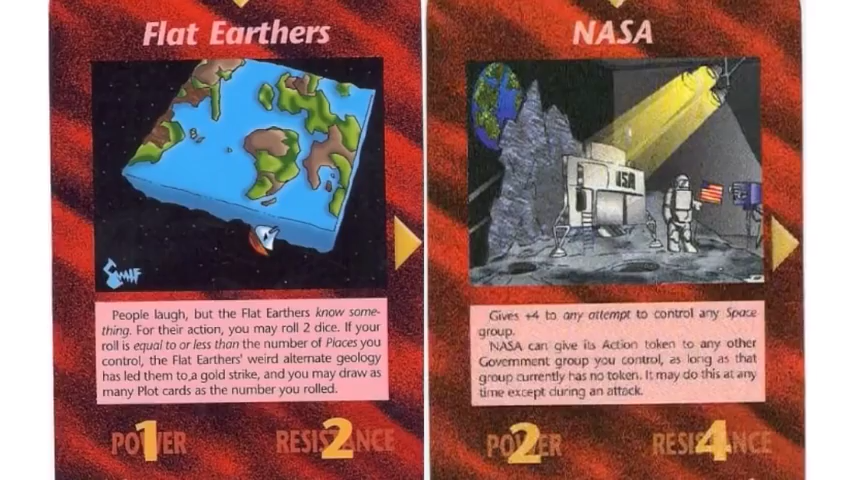 Flat Earthers
People laugh, but the Flat Earthers know some-
thing. For their action, you may roll 2 dice. If your
roll is equal to or less than the number of Places you
control, the Flat Earthers' weird alternate geology
has led them to a gold strike, and you may draw as
many Plot cards as the number you rolled.
POWER 1
RESISTANCE 2
NASA
USA
Gives +4 to any attempt to control any Space
group.
NASA can give its Action token to any other
Government group you control, as long as that
group currently has no token. It may do this at any
time except during an attack.
POWER 2
RESISTANCE 4